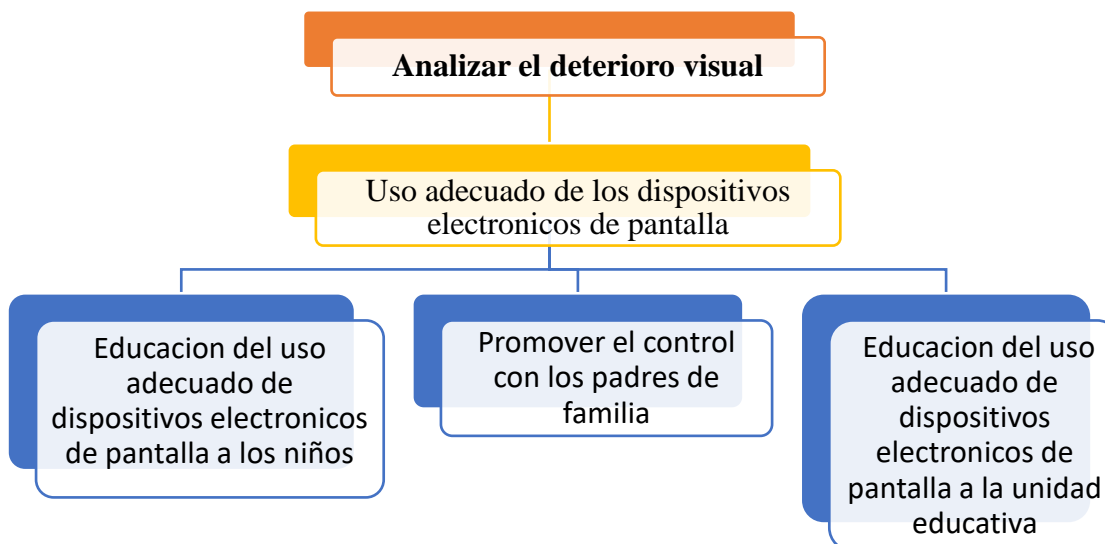 Analizar el deterioro visual
Uso adecuado de los dispositivos
electronicos de pantalla
Educacion del uso
adecuado de
dispositivos electronicos
de pantalla a los niños
Promover el control
con los padres de
familia
Educacion del uso
adecuado de
dispositivos
electronicos de
pantalla a la unidad
educativa